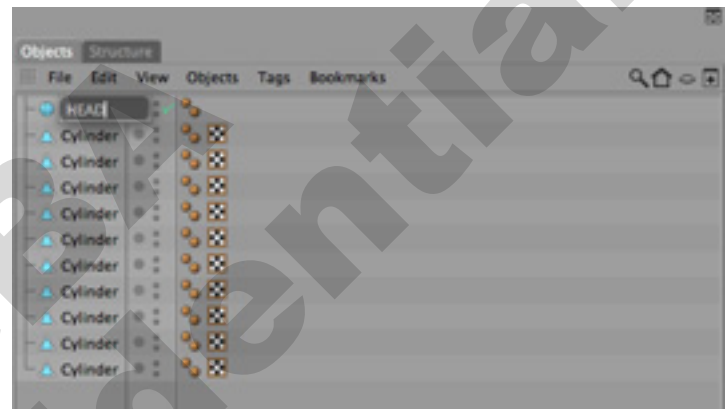 Objects Structure
File Edit View Objects Tags Bookmarks
HEAD
Cylinder
Cylinder
Cylinder
Cylinder
Cylinder
Cylinder
Cylinder
Cylinder
Cylinder
Cylinder